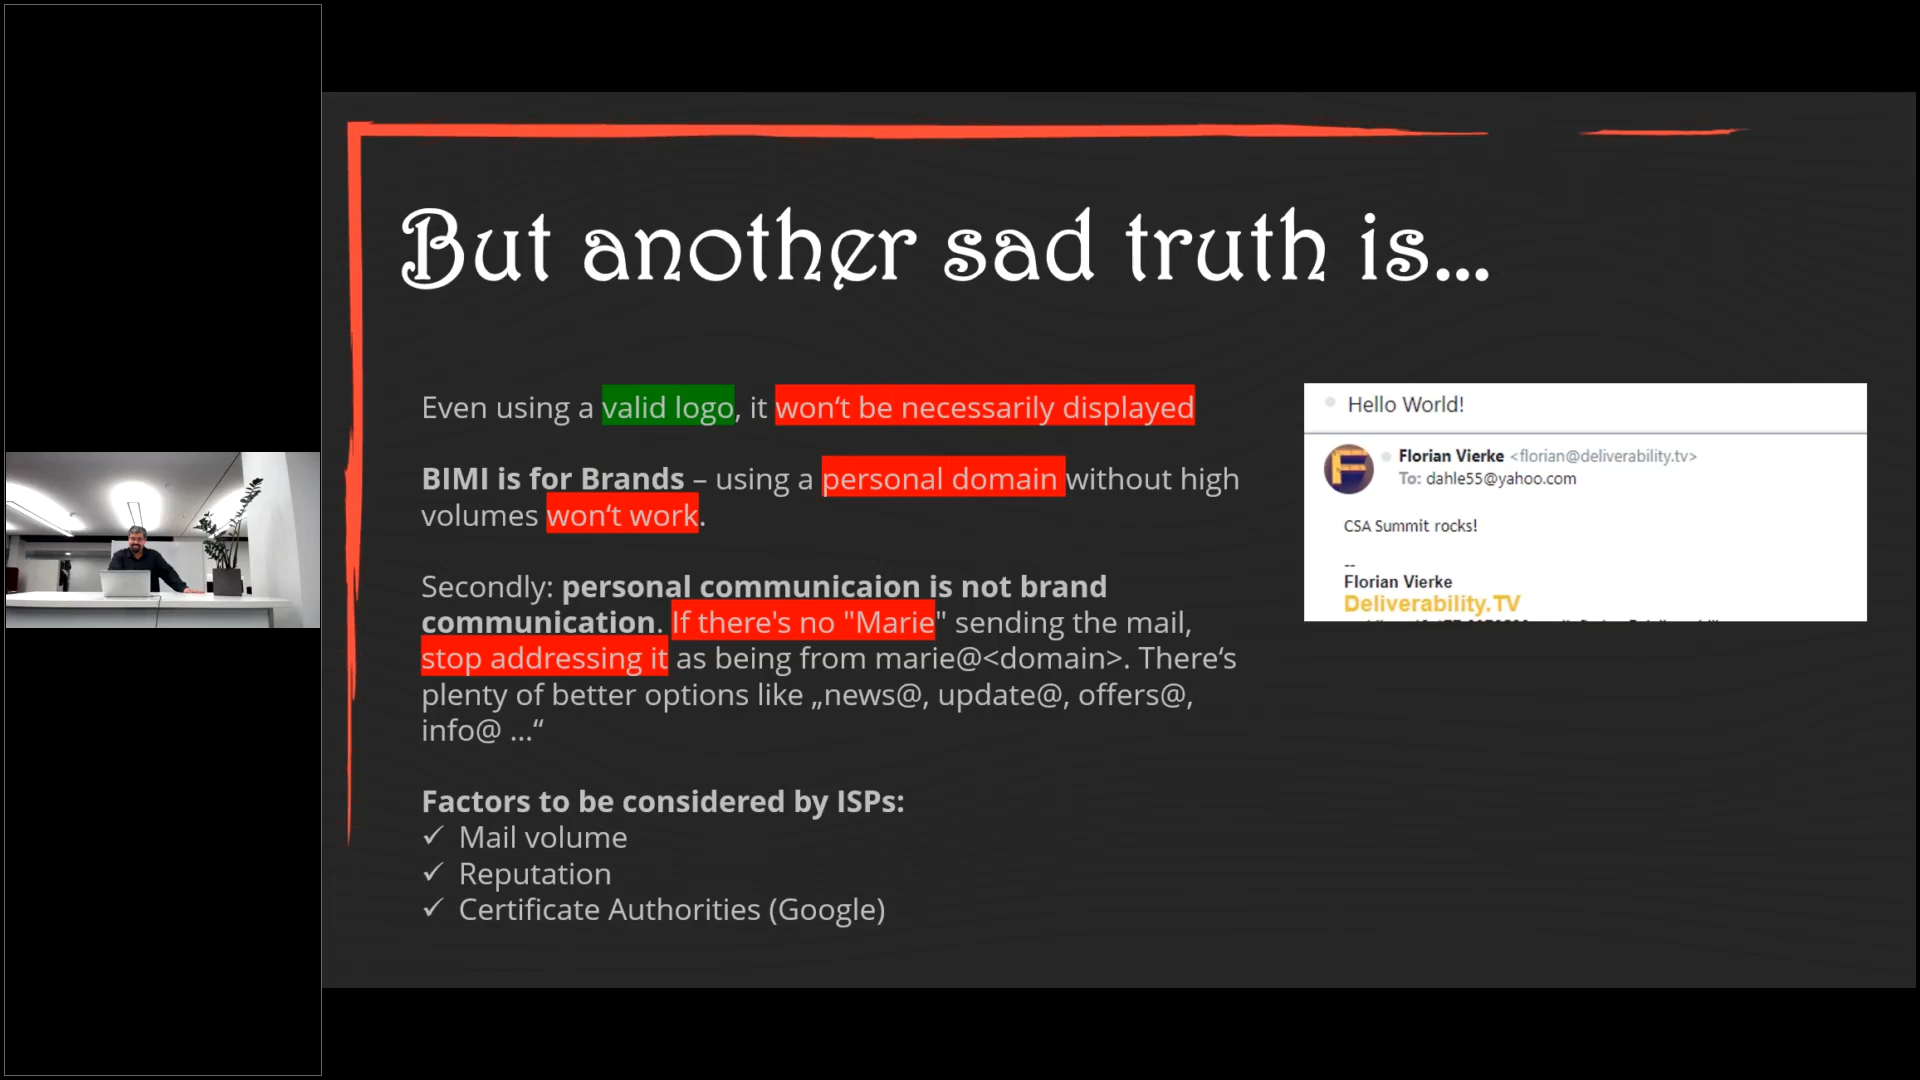 But another sad truth is...
Even using a valid logo, it won‘t be necessarily displayed
BIMI is for Brands – using a personal domain without high
volumes won‘t work.
Secondly: personal communicaion is not brand
communication. If there's no "Marie" sending the mail,
stop addressing it as being from marie@<domain>. There‘s
plenty of better options like „news@, update@, offers@,
info@ ...“
Factors to be considered by ISPs:
✓ Mail volume
✓ Reputation
✓ Certificate Authorities (Google)
Hello World!
F
Florian Vierke <florian@deliverability.tv>
To: dahle55@yahoo.com
CSA Summit rocks!
--
Florian Vierke
Deliverability.TV